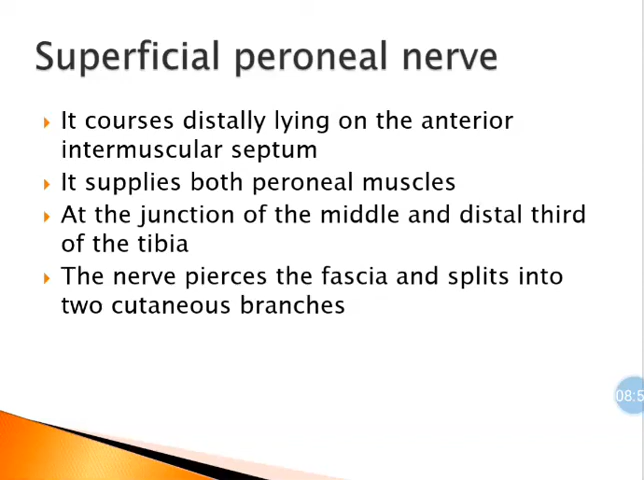 Superficial peroneal nerve
It courses distally lying on the anterior
intermuscular septum
It supplies both peroneal muscles
At the junction of the middle and distal third
of the tibia
The nerve pierces the fascia and splits into
two cutaneous branches
08:5